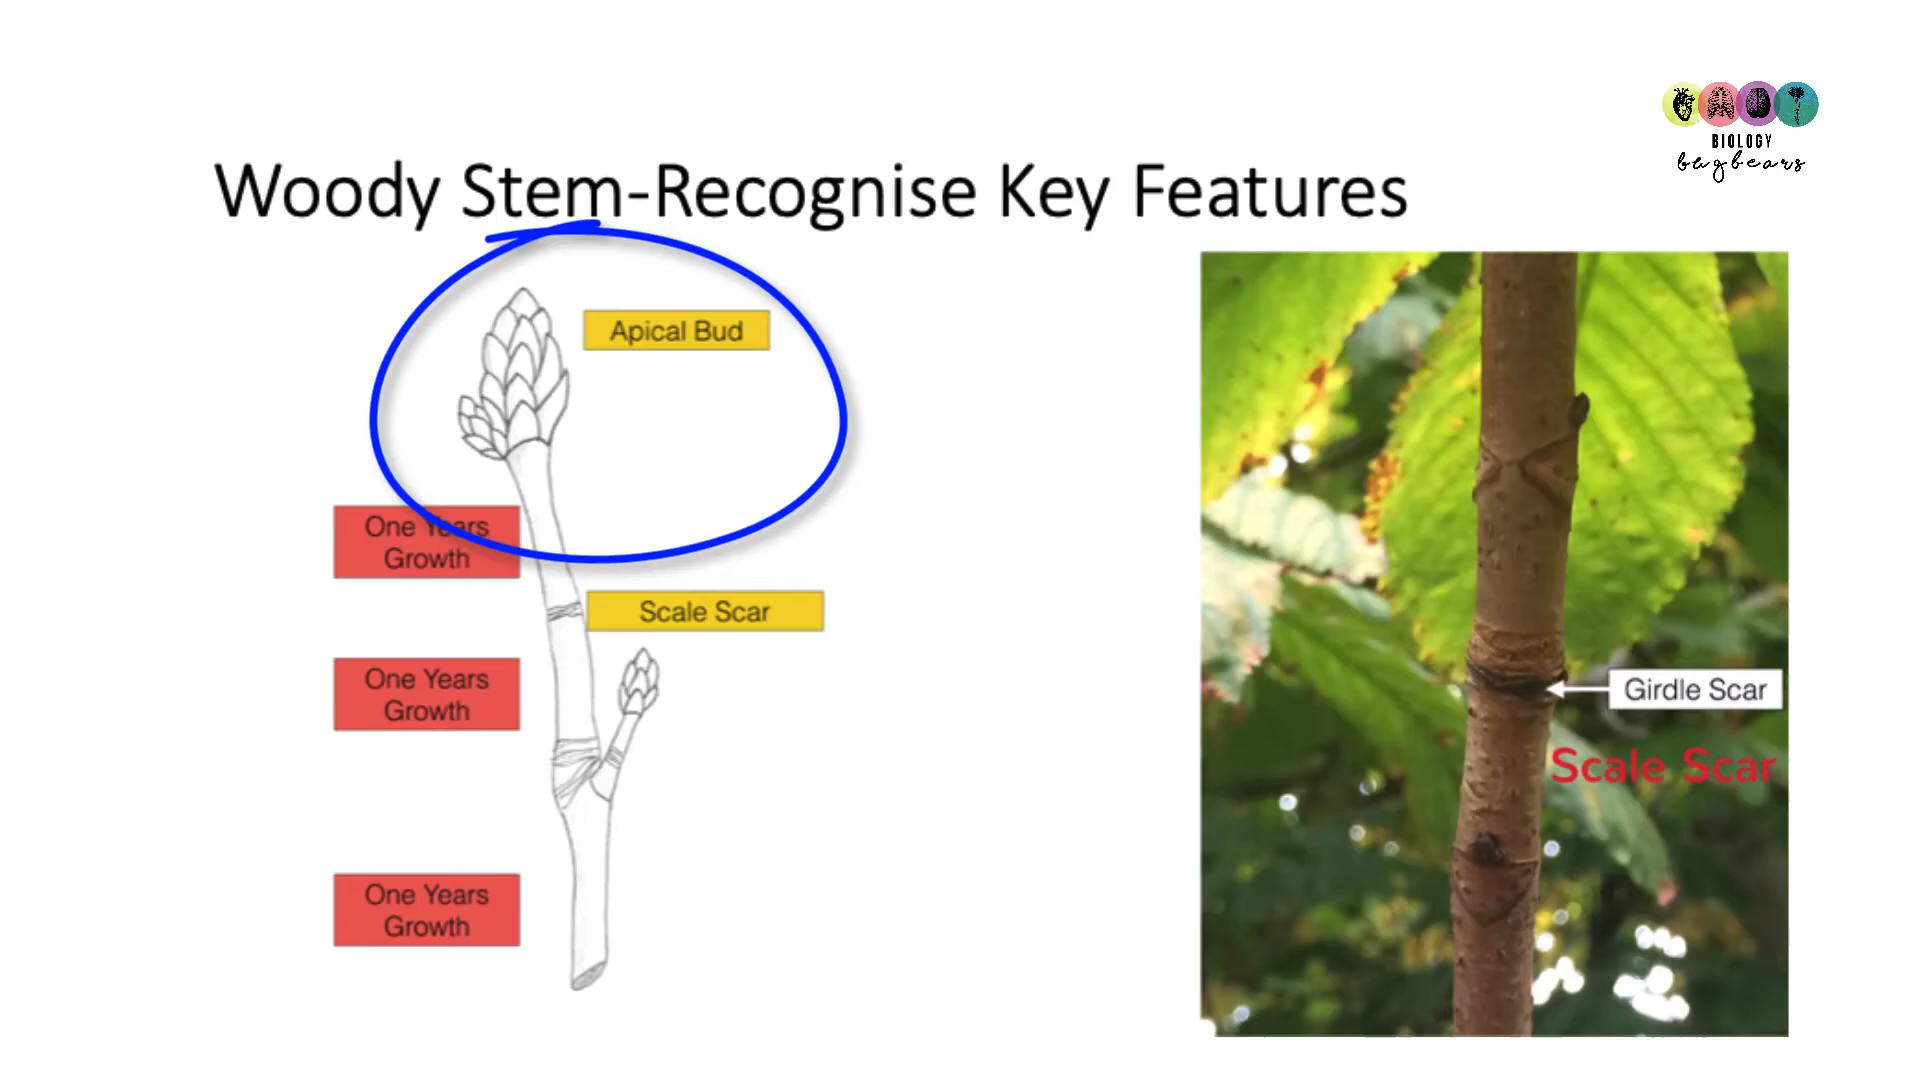 BIOLOGY
bugbears
Woody Stem-Recognise Key Features
Apical Bud
One Years
Growth
Scale Scar
One Years
Growth
One Years
Growth
Girdle Scar
Scale Scar